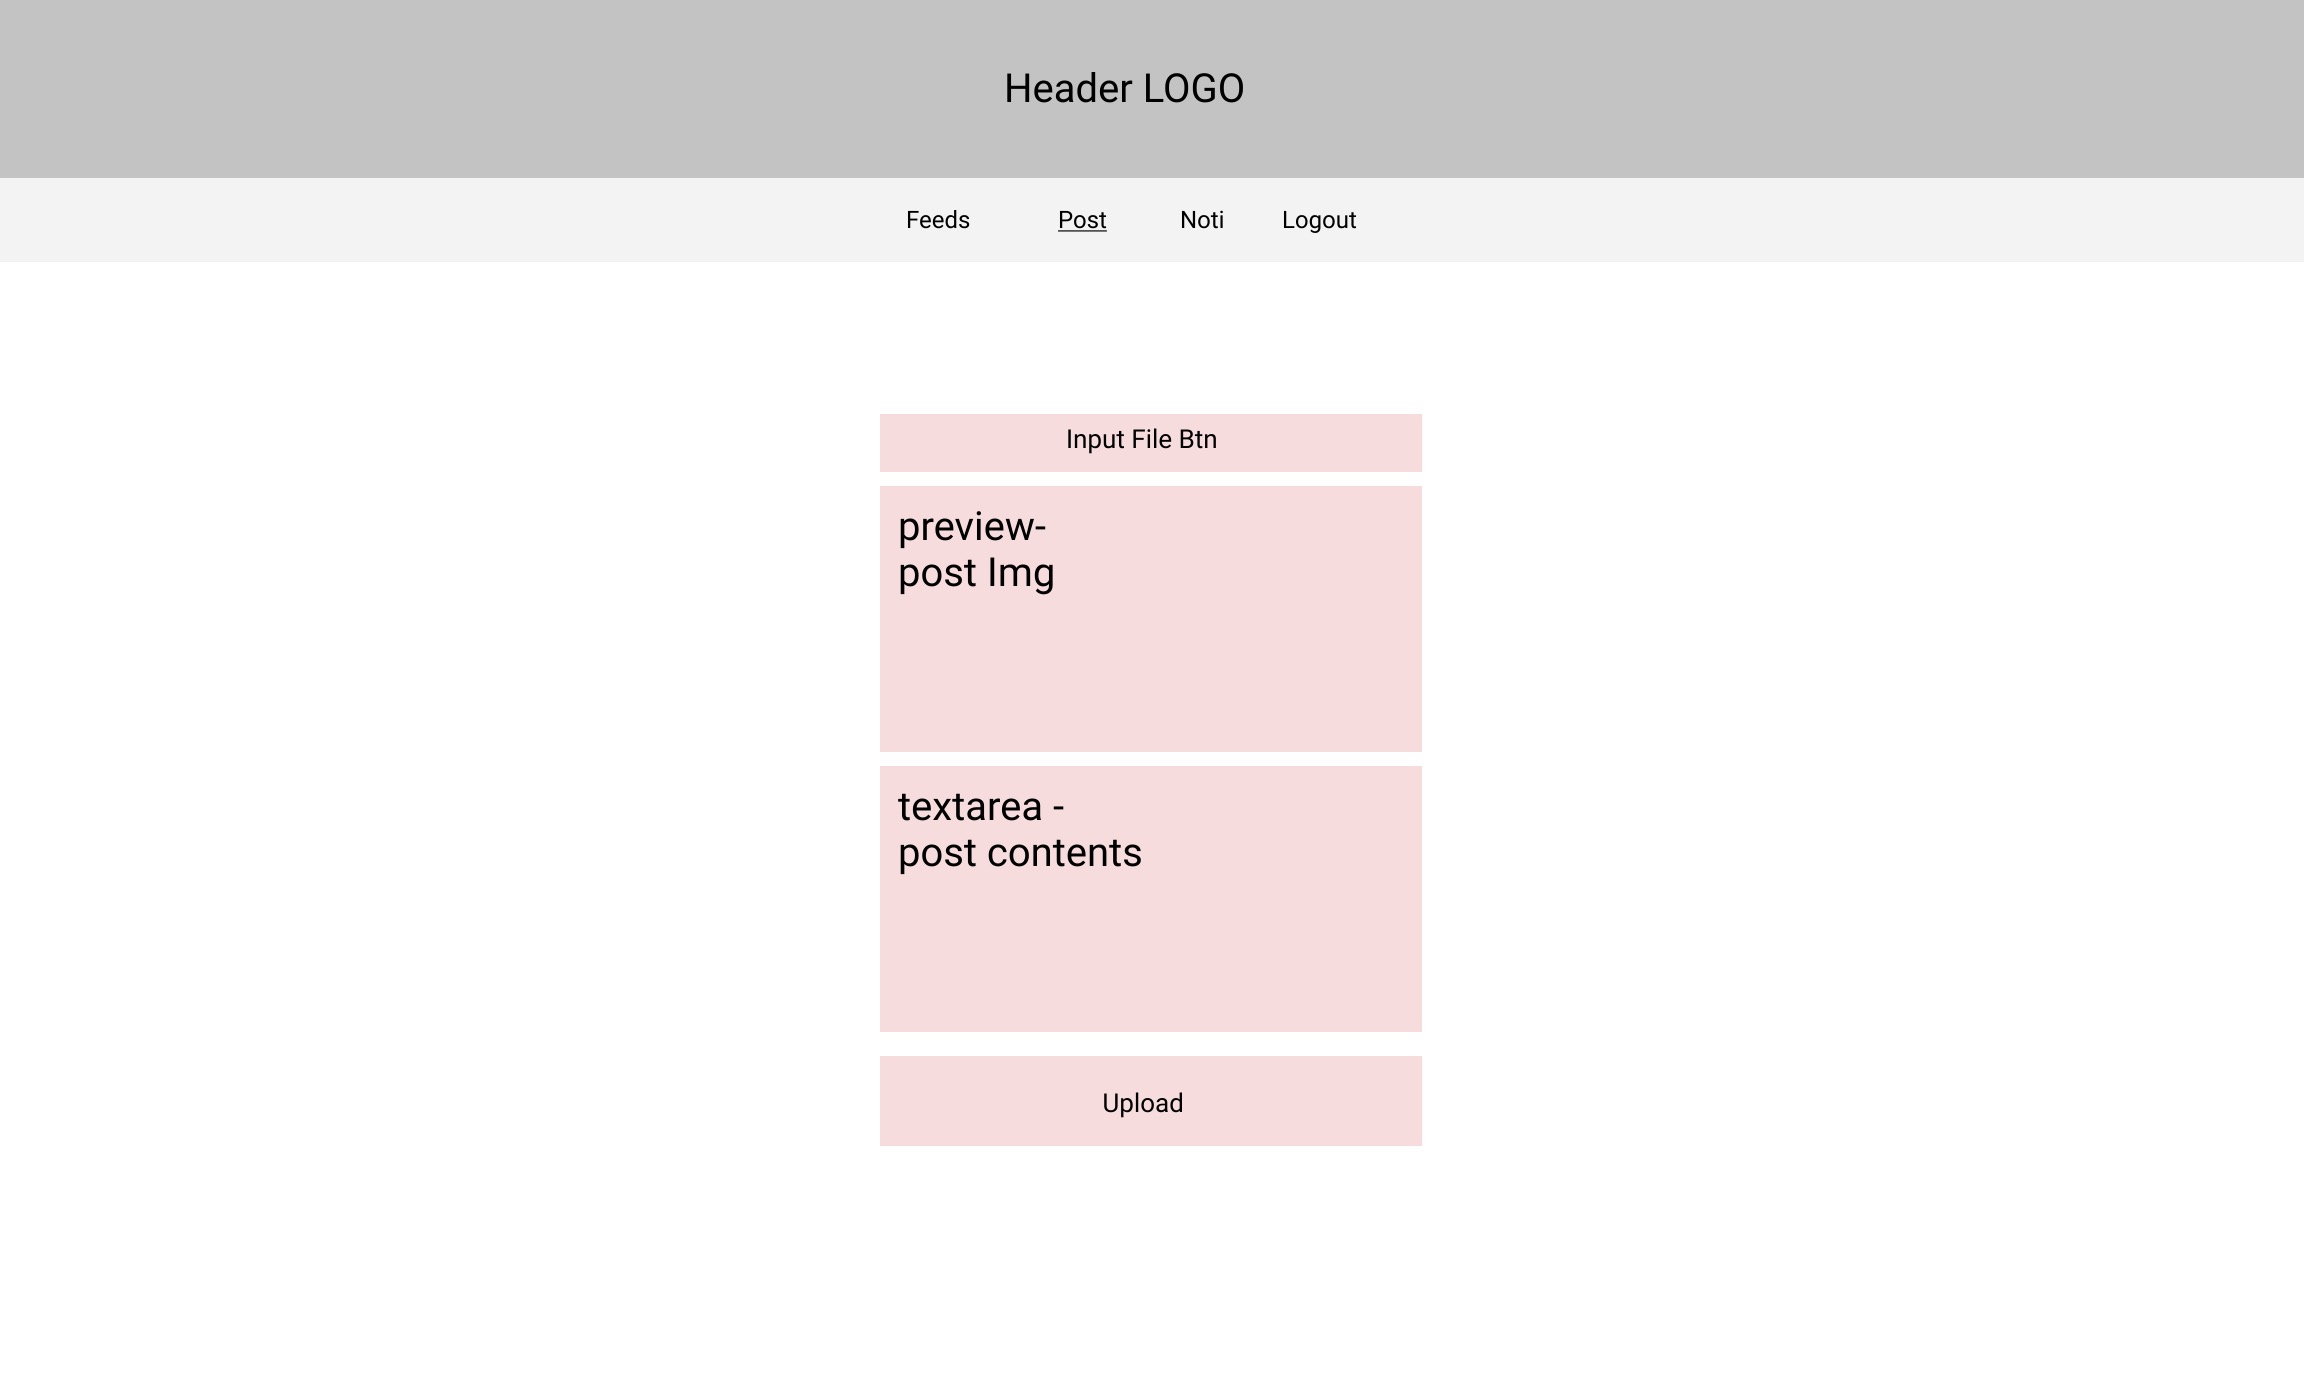 Header LOGO
Feeds Post Noti Logout
Input File Btn
preview-
post Img
textarea -
post contents
Upload